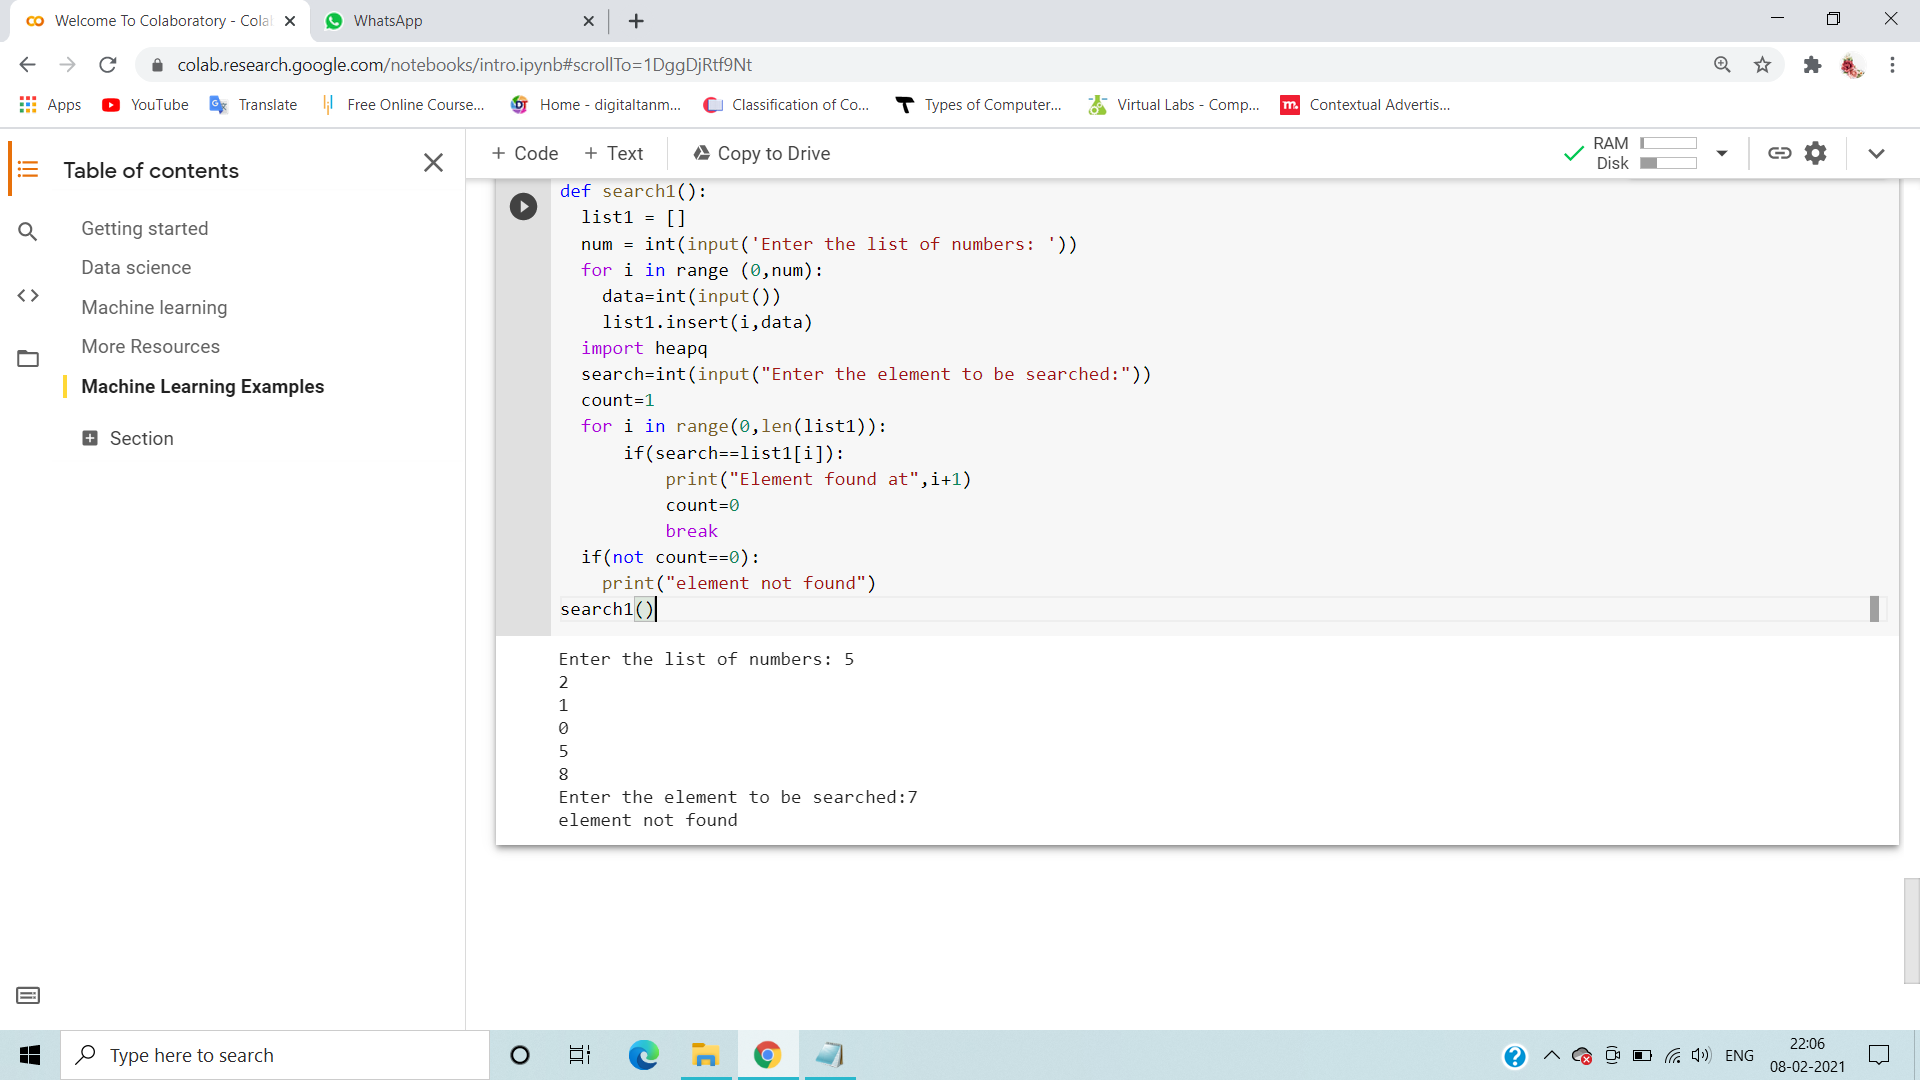 Welcome To Colaboratory - Cola
WhatsApp
colab.research.google.com/notebooks/intro.ipynb#scrollTo=1DggDjRtf9Nt
Apps
YouTube
Translate
Free Online Course...
Home - digitaltanm...
Classification of Co...
Types of Computer...
Virtual Labs - Comp...
m.
Contextual Advertis...
Table of contents
Getting started
Data science
Machine learning
More Resources
Machine Learning Examples
Section
+ Code
+ Text
Copy to Drive
RAM
Disk
def search1():
  list1 = []
  num = int(input('Enter the list of numbers: '))
  for i in range (0,num):
    data=int(input())
    list1.insert(i,data)
  import heapq
  search=int(input("Enter the element to be searched:"))
  count=1
  for i in range(0,len(list1)):
      if(search==list1[i]):
          print("Element found at",i+1)
          count=0
          break
  if(not count==0):
    print("element not found")
search1()
Enter the list of numbers: 5
2
1
0
5
8
Enter the element to be searched:7
element not found
Type here to search
ENG
22:06
08-02-2021